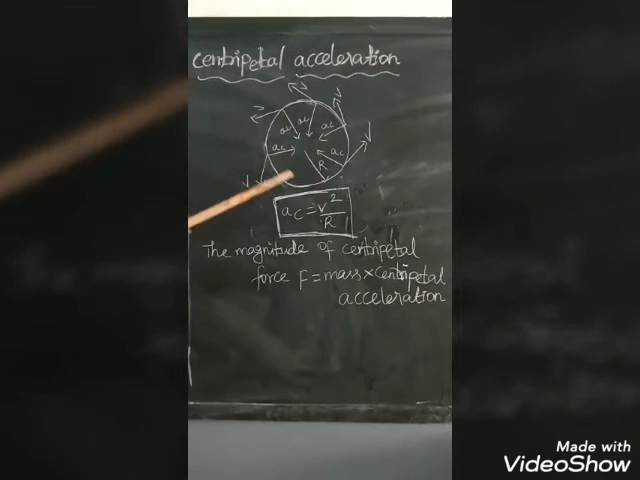 centripetal acceleration
v
v
v
ac
ac
ac
ac
ac
R
v
v
ac = v²/R
The magnitude of centripetal
force F = mass × centripetal
acceleration
Made with
VideoShow